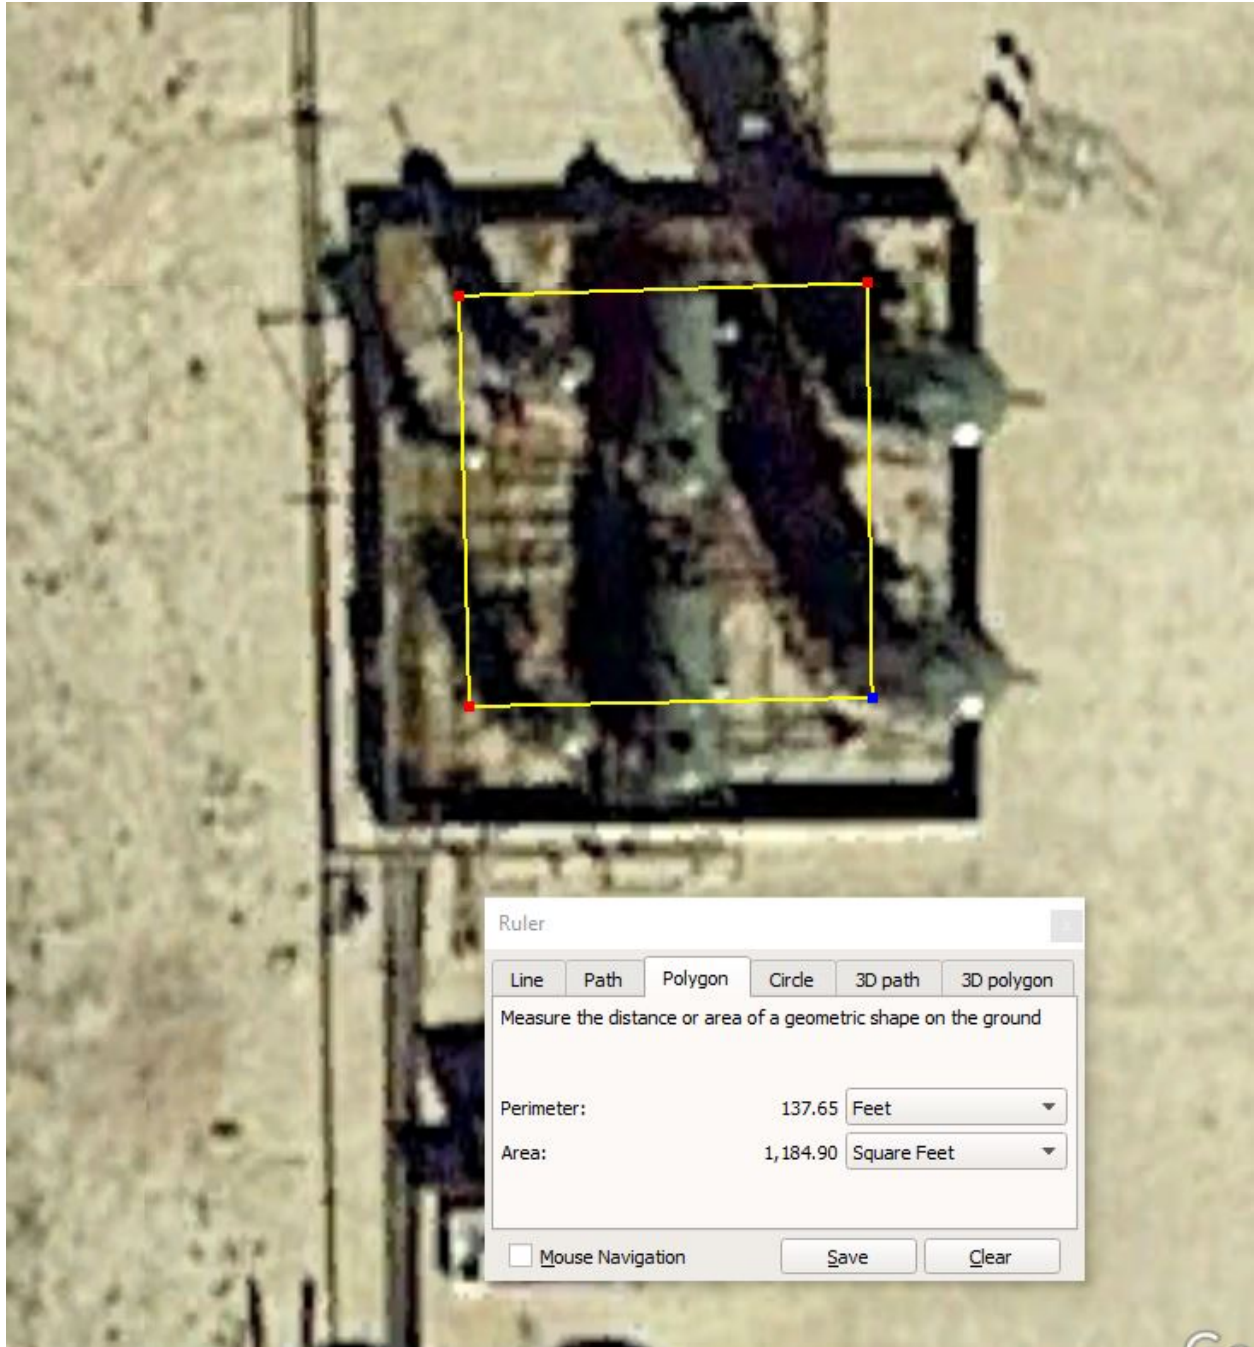 Ruler
Line Path Polygon Circle 3D path 3D polygon
Measure the distance or area of a geometric shape on the ground
Perimeter: 137.65 Feet
Area: 1,184.90 Square Feet
Mouse Navigation Save Clear